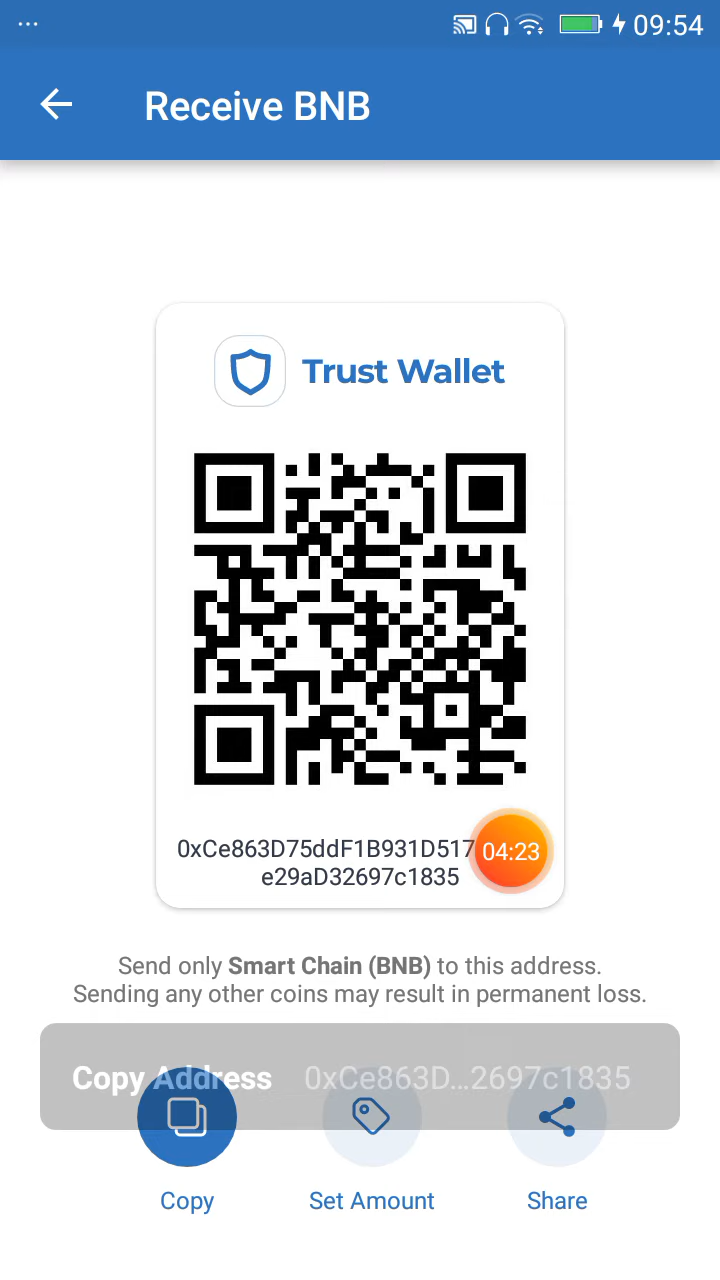 ... 09:54
Receive BNB
Trust Wallet
0xCe863D75ddF1B931D517
04:23
e29aD32697c1835
Send only Smart Chain (BNB) to this address.
Sending any other coins may result in permanent loss.
Copy Address 0xCe863D...2697c1835
Copy Set Amount Share